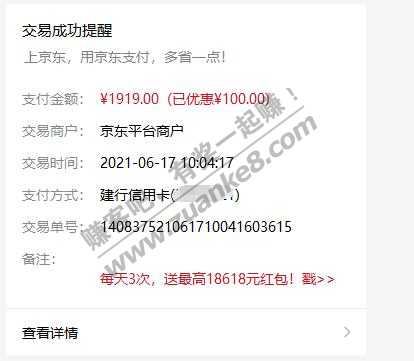 交易成功提醒
上京东，用京东支付，多省一点！
支付金额： ¥1919.00（已优惠¥100.00）
交易商户： 京东平台商户
交易时间： 2021-06-17 10:04:17
支付方式： 建行信用卡( )
交易单号： 140837521061710041603615
备注：
每天3次，送最高18618元红包！戳>>
查看详情
赚客吧，有奖一起赚！
www.zuanke8.com